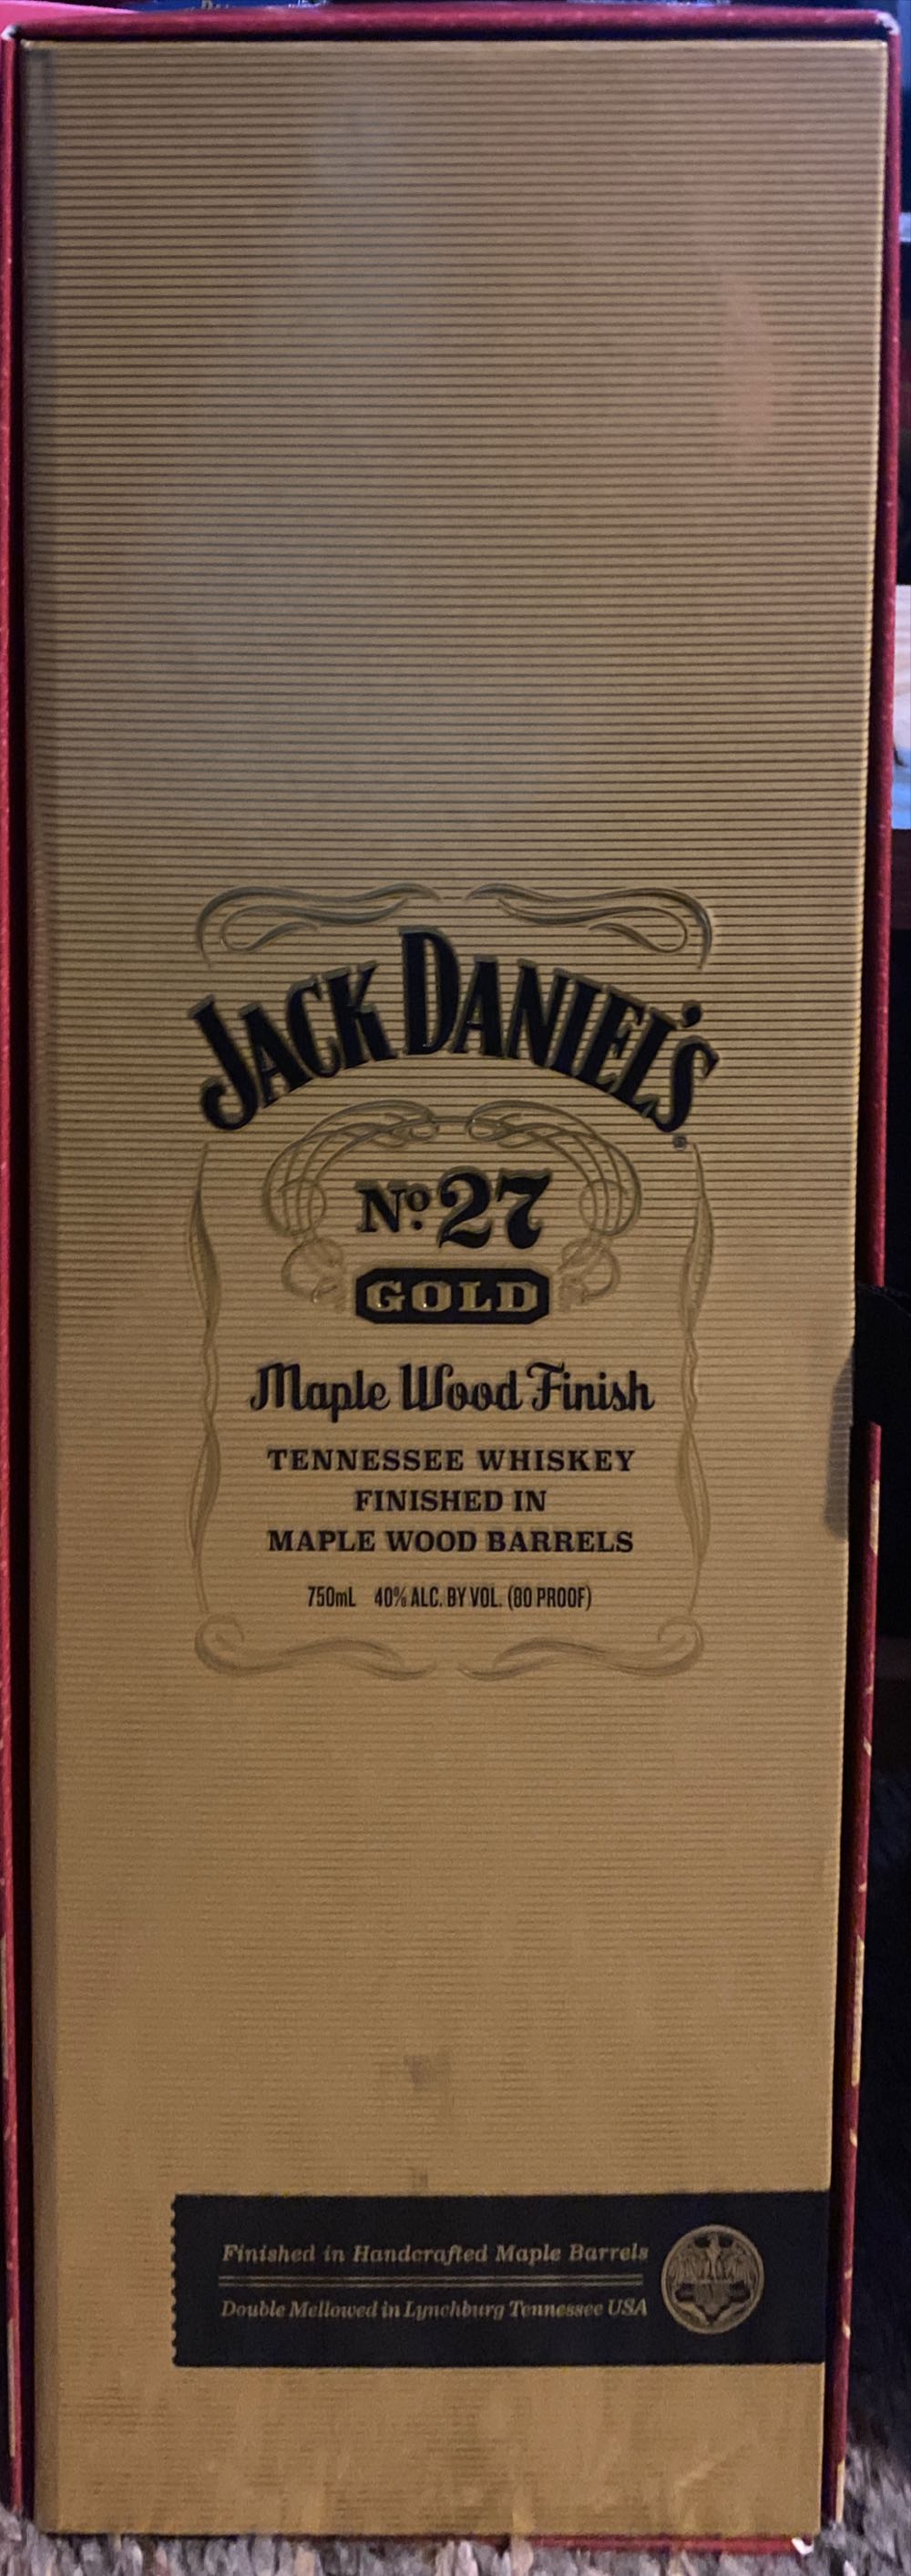 JACK DANIEL'S®
No. 27
GOLD
Maple Wood Finish
TENNESSEE WHISKEY
FINISHED IN
MAPLE WOOD BARRELS
750mL 40% ALC. BY VOL. (80 PROOF)
Finished in Handcrafted Maple Barrels
Double Mellowed in Lynchburg Tennessee USA